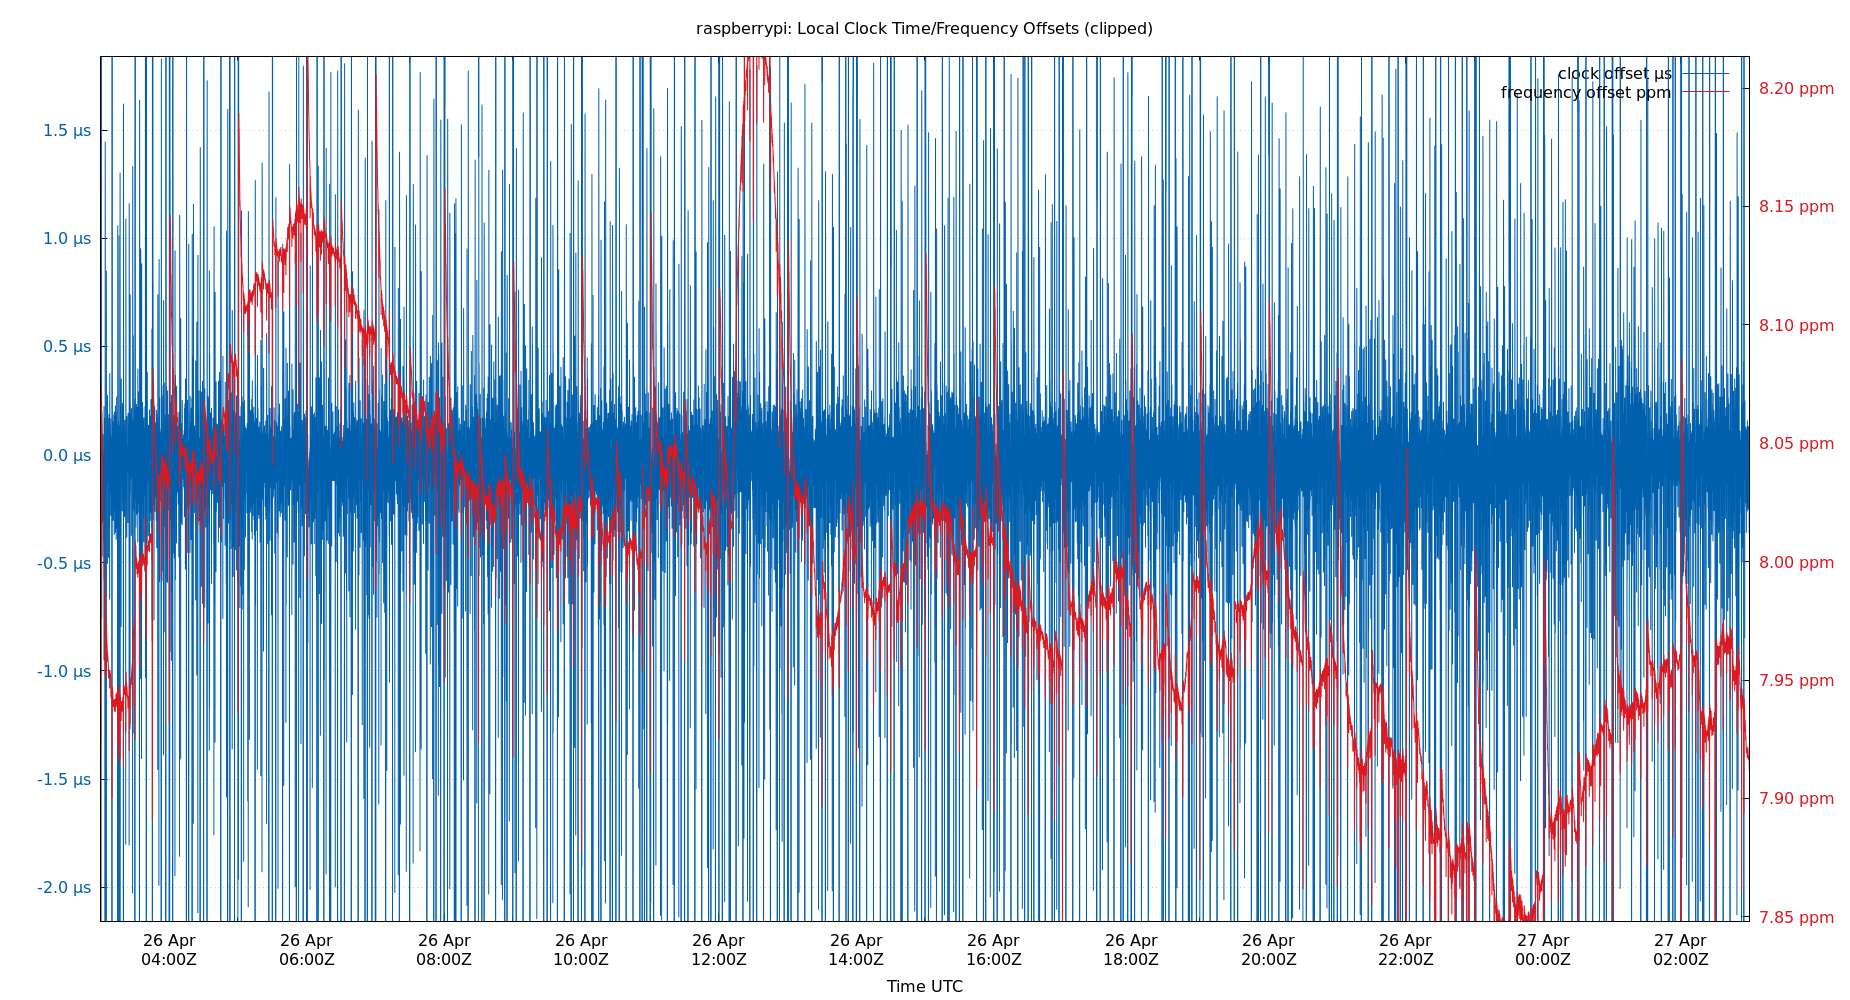 raspberrypi: Local Clock Time/Frequency Offsets (clipped)
clock offset µs
frequency offset ppm
1.5 µs
1.0 µs
0.5 µs
0.0 µs
-0.5 µs
-1.0 µs
-1.5 µs
-2.0 µs
8.20 ppm
8.15 ppm
8.10 ppm
8.05 ppm
8.00 ppm
7.95 ppm
7.90 ppm
7.85 ppm
26 Apr
04:00Z
26 Apr
06:00Z
26 Apr
08:00Z
26 Apr
10:00Z
26 Apr
12:00Z
26 Apr
14:00Z
26 Apr
16:00Z
26 Apr
18:00Z
26 Apr
20:00Z
26 Apr
22:00Z
27 Apr
00:00Z
27 Apr
02:00Z
Time UTC